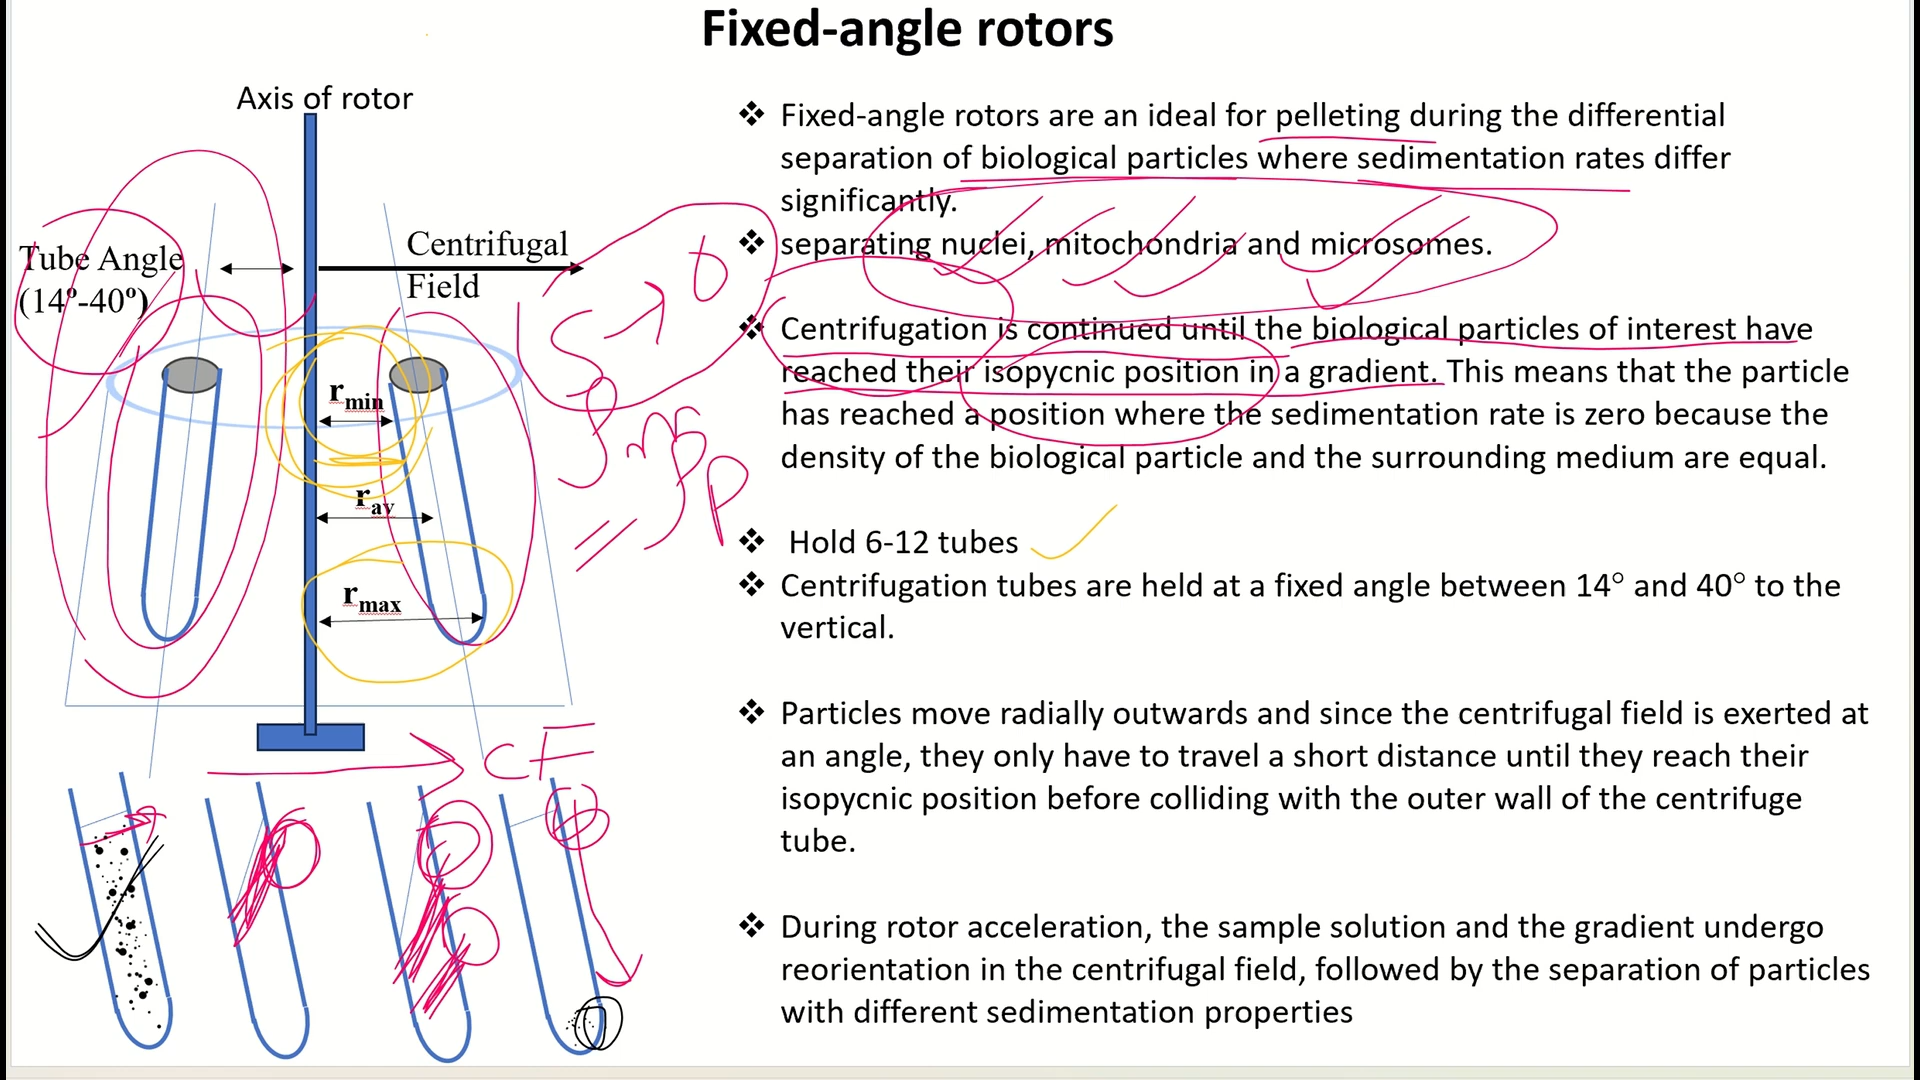 Fixed-angle rotors
Axis of rotor
Tube Angle
(14º-40º)
Centrifugal
Field
r min
r av
r max
CF
❖ Fixed-angle rotors are an ideal for pelleting during the differential
separation of biological particles where sedimentation rates differ
significantly.
❖ separating nuclei, mitochondria and microsomes.
❖ Centrifugation is continued until the biological particles of interest have
reached their isopycnic position in a gradient. This means that the particle
has reached a position where the sedimentation rate is zero because the
density of the biological particle and the surrounding medium are equal.
❖ Hold 6-12 tubes
❖ Centrifugation tubes are held at a fixed angle between 14° and 40° to the
vertical.
❖ Particles move radially outwards and since the centrifugal field is exerted at
an angle, they only have to travel a short distance until they reach their
isopycnic position before colliding with the outer wall of the centrifuge
tube.
❖ During rotor acceleration, the sample solution and the gradient undergo
reorientation in the centrifugal field, followed by the separation of particles
with different sedimentation properties